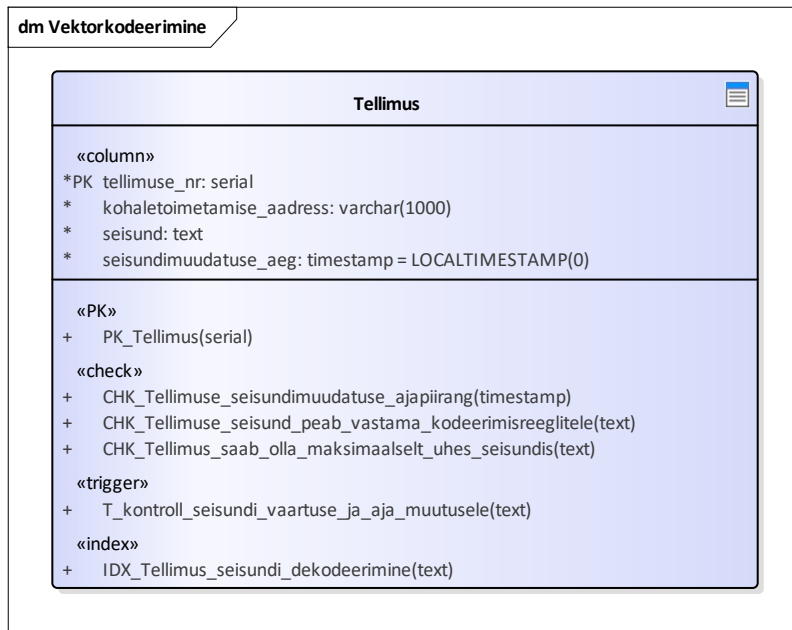 dm Vektorkodeerimine
Tellimus
«column»
*PK tellimuse_nr: serial
* kohaletoimetamise_aadress: varchar(1000)
* seisund: text
* seisundimuudatuse_aeg: timestamp = LOCALTIMESTAMP(0)
«PK»
+ PK_Tellimus(serial)
«check»
+ CHK_Tellimuse_seisundimuudatuse_ajapiirang(timestamp)
+ CHK_Tellimuse_seisund_peab_vastama_kodeerimisreeglitele(text)
+ CHK_Tellimus_saab_olla_maksimaalselt_uhes_seisundis(text)
«trigger»
+ T_kontroll_seisundi_vaartuse_ja_aja_muutusele(text)
«index»
+ IDX_Tellimus_seisundi_dekodeerimine(text)